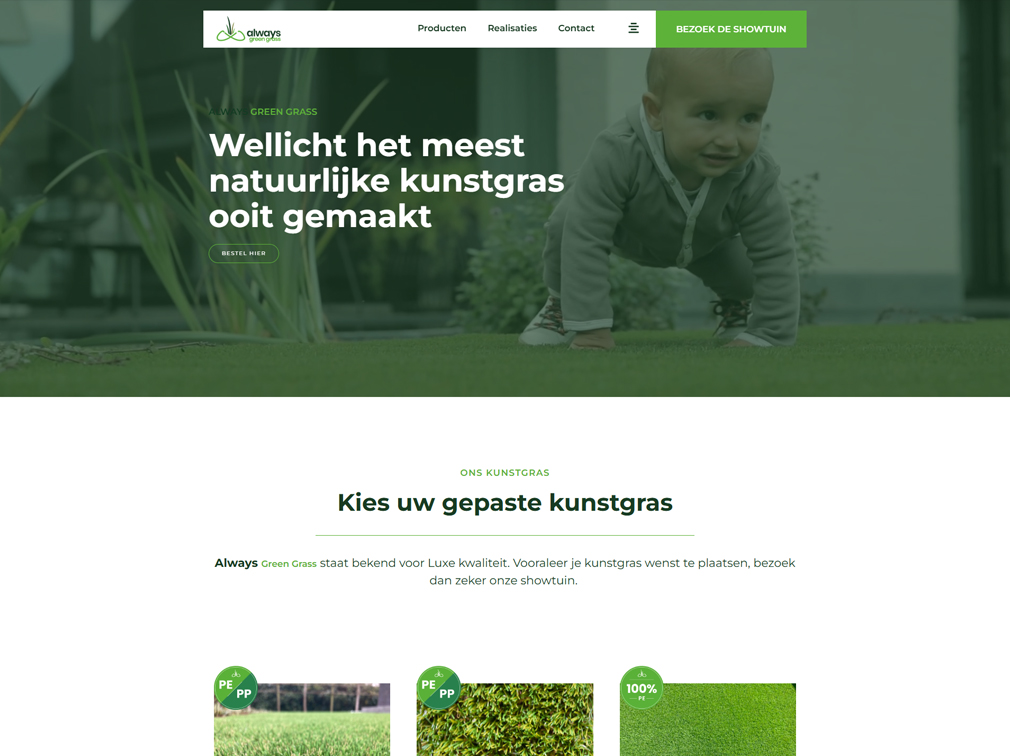 always
green grass
Producten
Realisaties
Contact
BEZOEK DE SHOWTUIN
ALWAYS GREEN GRASS
Wellicht het meest
natuurlijke kunstgras
ooit gemaakt
BESTEL HIER
ONS KUNSTGRAS
Kies uw gepaste kunstgras
Always Green Grass staat bekend voor Luxe kwaliteit. Vooraleer je kunstgras wenst te plaatsen, bezoek
dan zeker onze showtuin.
PE
PP
PE
PP
100%
PE